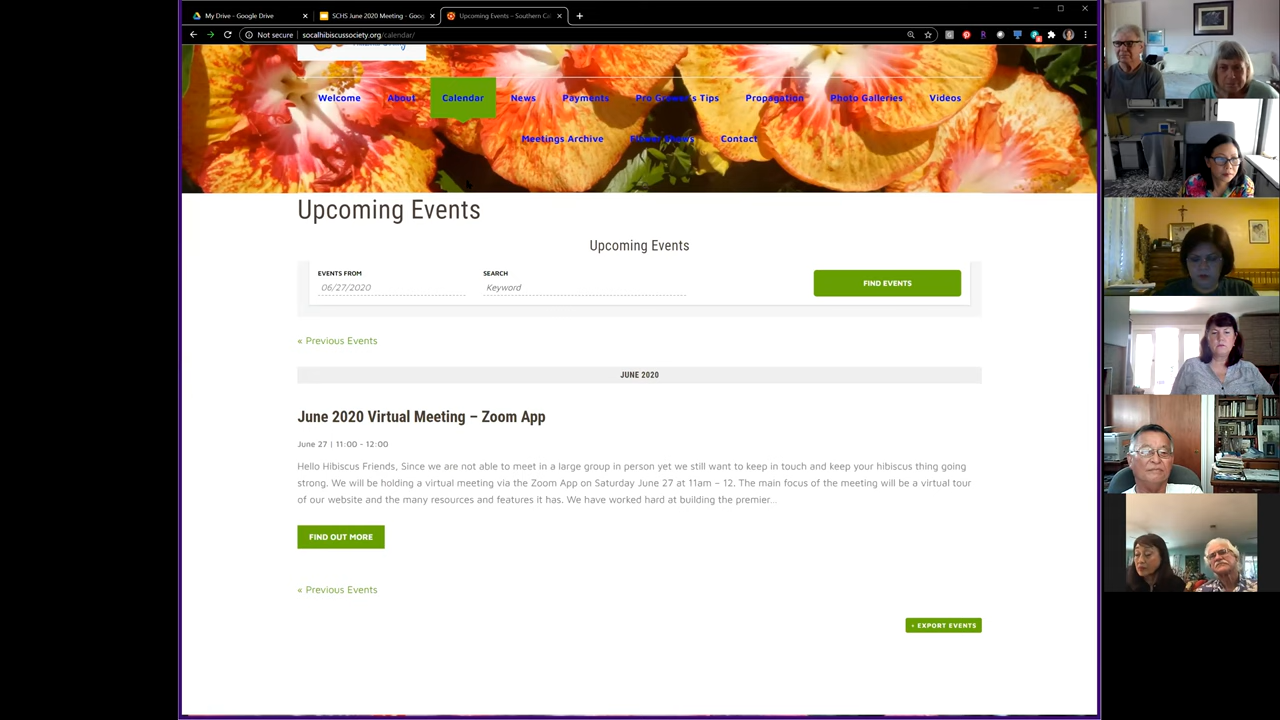 My Drive - Google Drive
SCHS June 2020 Meeting - Goog
Upcoming Events – Southern Ca
Not secure | socalhibiscussociety.org/calendar/
Welcome About Calendar News Payments Pro Grower's Tips Propagation Photo Galleries Videos
Meetings Archive Flower Shows Contact
Upcoming Events
Upcoming Events
EVENTS FROM
06/27/2020
SEARCH
Keyword
FIND EVENTS
« Previous Events
JUNE 2020
June 2020 Virtual Meeting – Zoom App
June 27 | 11:00 - 12:00
Hello Hibiscus Friends, Since we are not able to meet in a large group in person yet we still want to keep in touch and keep your hibiscus thing going
strong. We will be holding a virtual meeting via the Zoom App on Saturday June 27 at 11am – 12. The main focus of the meeting will be a virtual tour
of our website and the many resources and features it has. We have worked hard at building the premier...
FIND OUT MORE
« Previous Events
+ EXPORT EVENTS